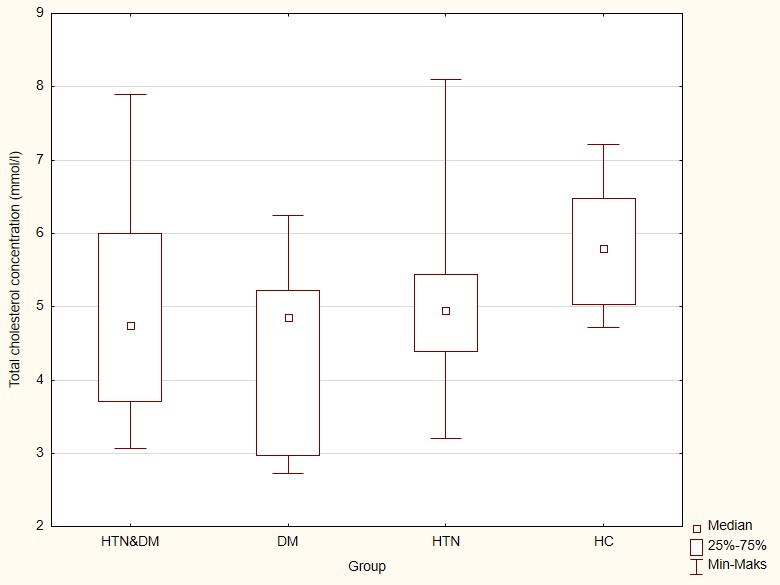 9
8
7
6
5
4
3
2
Total cholesterol concentration (mmol/l)
HTN&DM DM HTN HC
Group
Median
25%-75%
Min-Maks